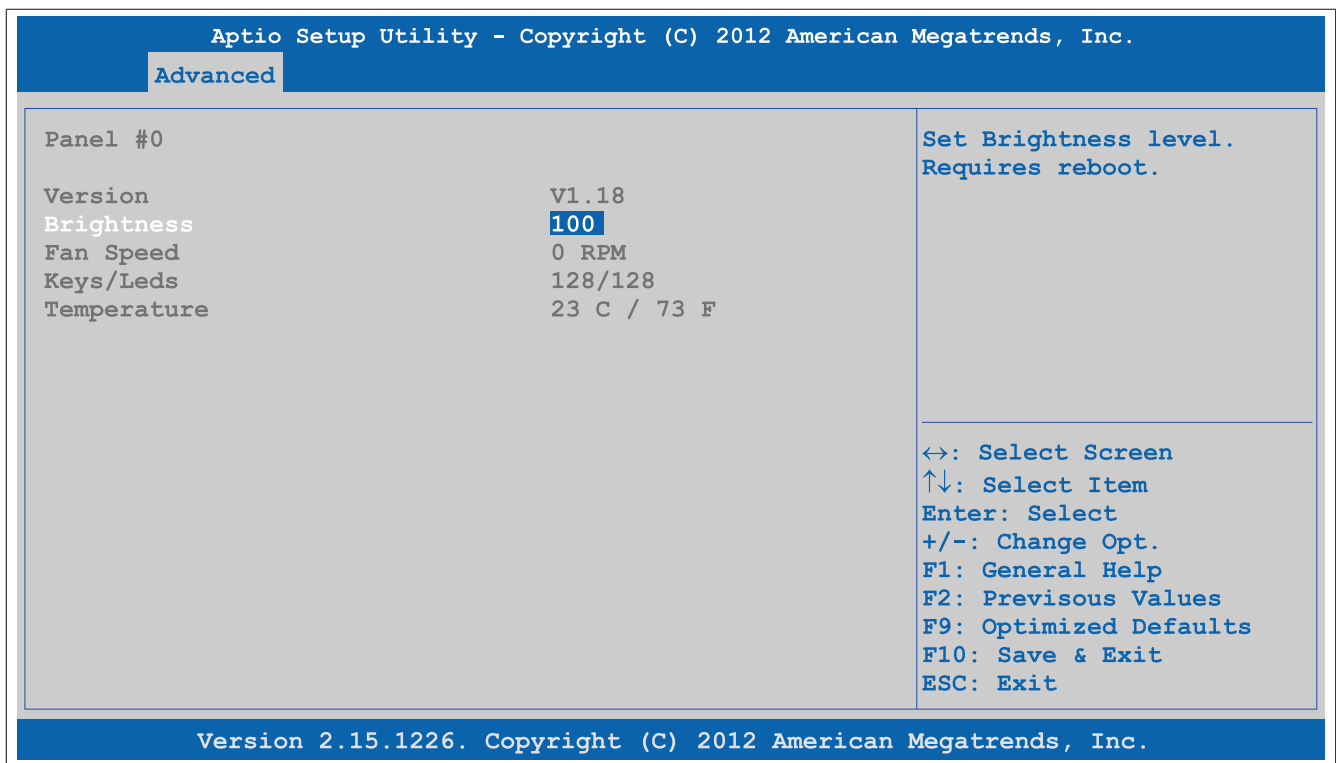 Aptio Setup Utility - Copyright (C) 2012 American Megatrends, Inc.
Advanced
Panel #0
Version V1.18
Brightness 100
Fan Speed 0 RPM
Keys/Leds 128/128
Temperature 23 C / 73 F
Set Brightness level.
Requires reboot.
↔: Select Screen
↑↓: Select Item
Enter: Select
+/-: Change Opt.
F1: General Help
F2: Previsous Values
F9: Optimized Defaults
F10: Save & Exit
ESC: Exit
Version 2.15.1226. Copyright (C) 2012 American Megatrends, Inc.